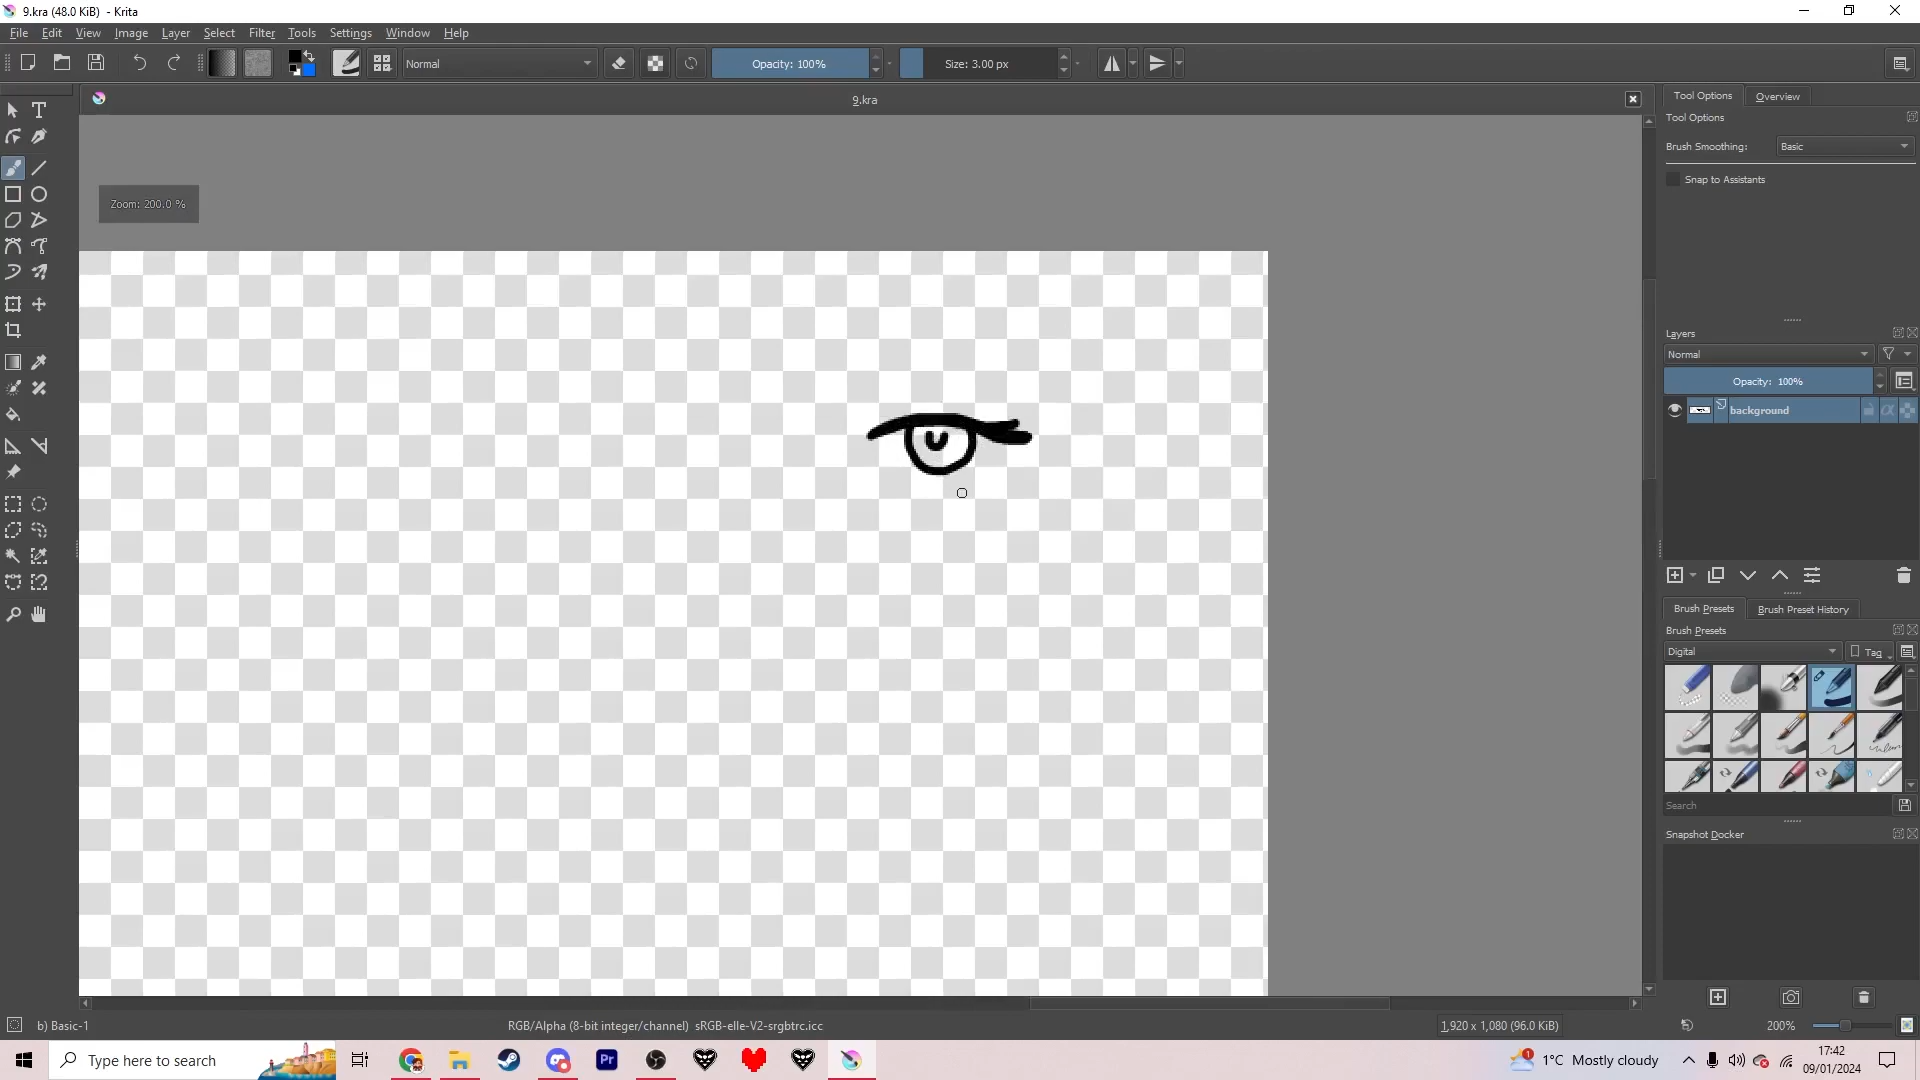 9.kra (48.0 KiB) - Krita
File Edit View Image Layer Select Filter Tools Settings Window Help
Normal
Opacity: 100%
Size: 3.00 px
9.kra
Zoom: 200.0 %
Tool Options
Overview
Tool Options
Brush Smoothing:
Basic
Snap to Assistants
Layers
Normal
Opacity: 100%
background
Brush Presets
Brush Preset History
Brush Presets
Digital
Tag
Search
Snapshot Docker
b) Basic-1
RGB/Alpha (8-bit integer/channel) sRGB-elle-V2-srgbtrc.icc
1,920 x 1,080 (96.0 KiB)
200%
Type here to search
Pr
1
1°C Mostly cloudy
17:42
09/01/2024